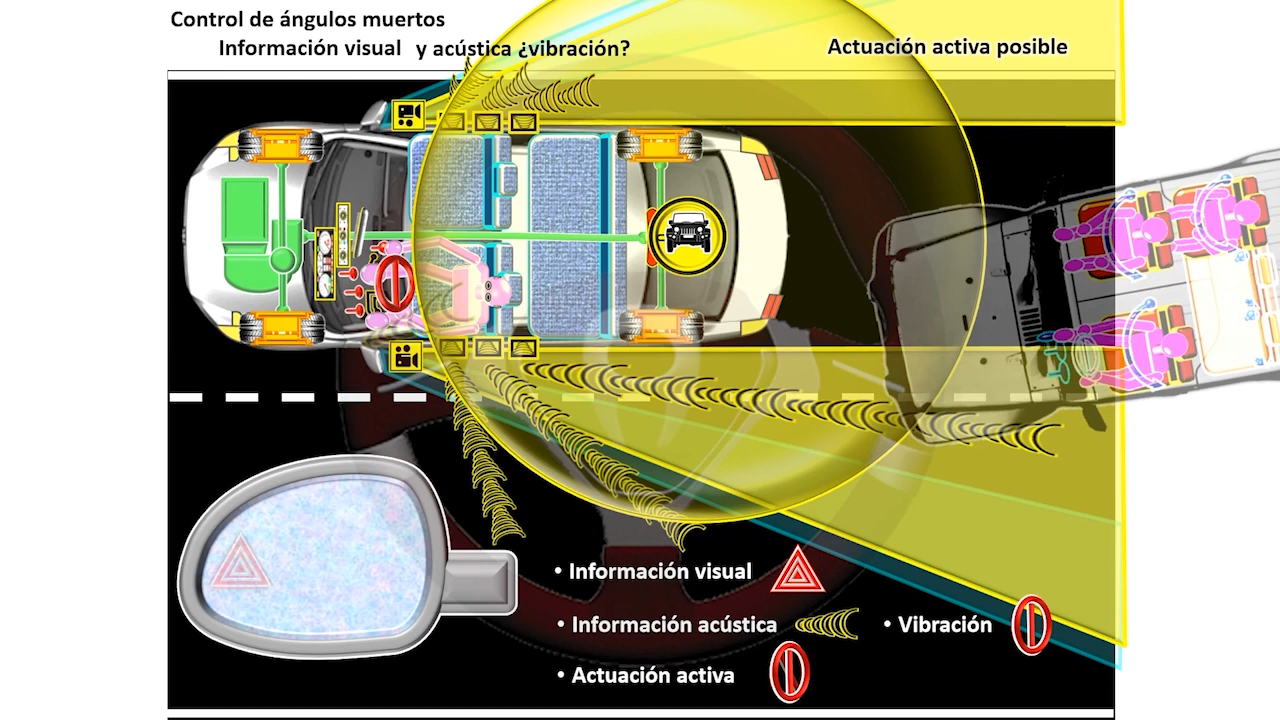 Control de ángulos muertos
Información visual y acústica ¿vibración?
Actuación activa posible
• Información visual
• Información acústica
• Vibración
• Actuación activa